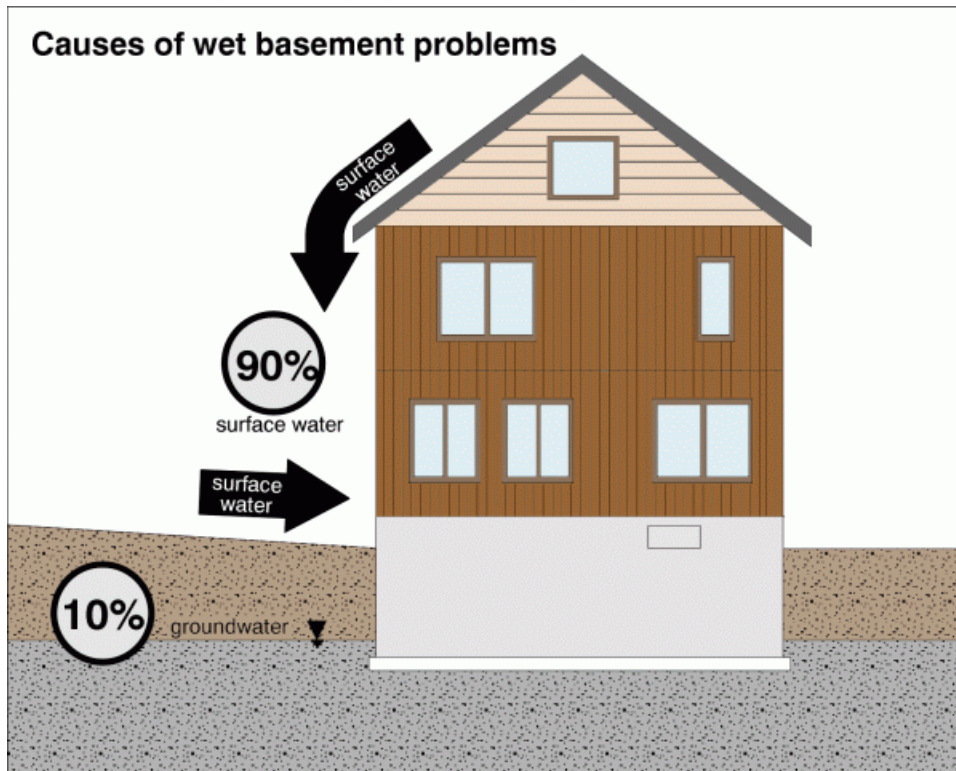 Causes of wet basement problems
surface
water
90%
surface water
surface
water
10%
groundwater